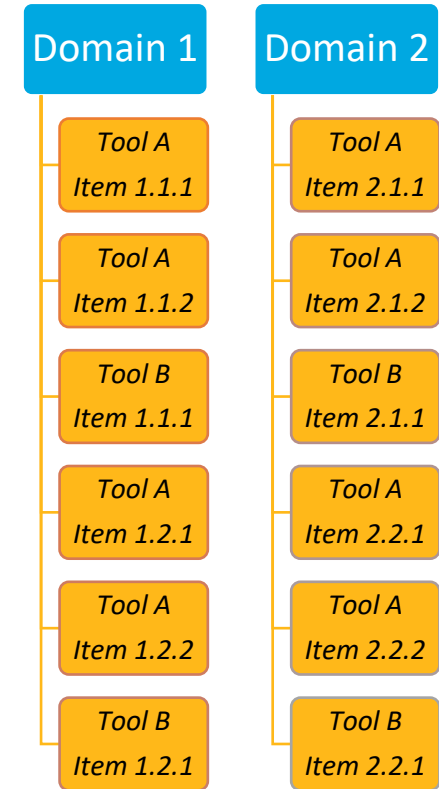 Domain 1
Tool A
Item 1.1.1
Tool A
Item 1.1.2
Tool B
Item 1.1.1
Tool A
Item 1.2.1
Tool A
Item 1.2.2
Tool B
Item 1.2.1
Domain 2
Tool A
Item 2.1.1
Tool A
Item 2.1.2
Tool B
Item 2.1.1
Tool A
Item 2.2.1
Tool A
Item 2.2.2
Tool B
Item 2.2.1